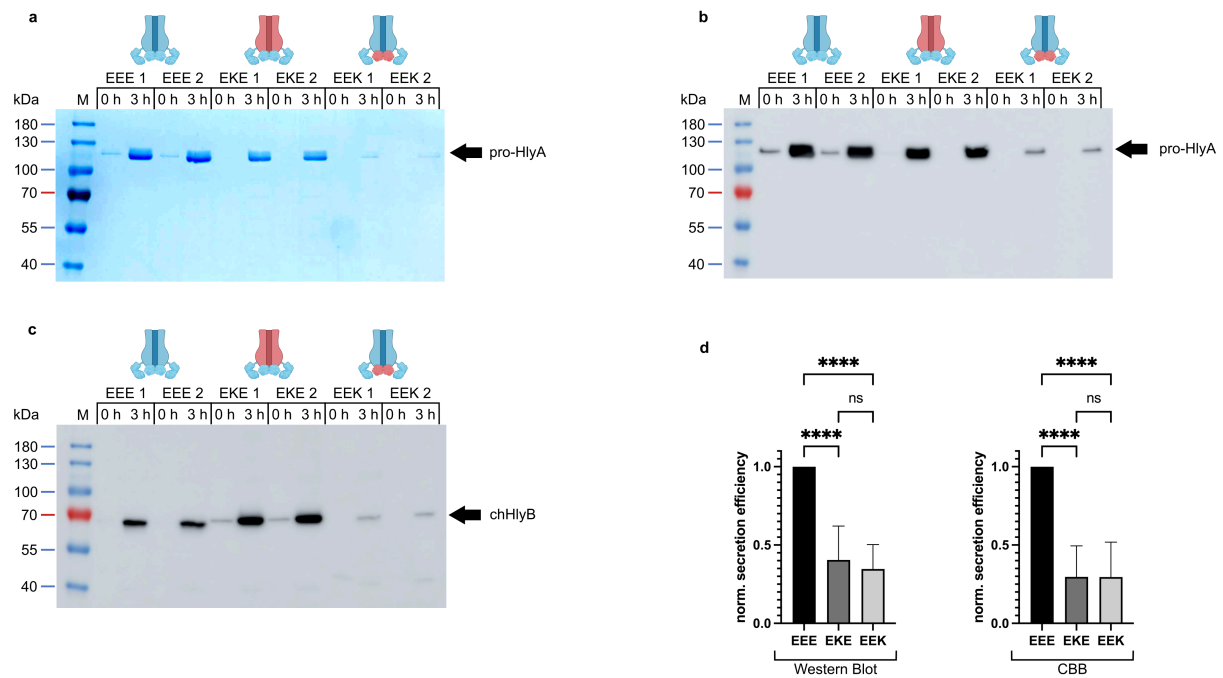 a
EEE 1 EEE 2 EKE 1 EKE 2 EEK 1 EEK 2
kDa M 0 h 3 h 0 h 3 h 0 h 3 h 0 h 3 h 0 h 3 h 0 h 3 h
180
130
100
70
55
40
pro-HlyA
b
EEE 1 EEE 2 EKE 1 EKE 2 EEK 1 EEK 2
kDa M 0 h 3 h 0 h 3 h 0 h 3 h 0 h 3 h 0 h 3 h 0 h 3 h
180
130
100
70
55
40
pro-HlyA
c
EEE 1 EEE 2 EKE 1 EKE 2 EEK 1 EEK 2
kDa M 0 h 3 h 0 h 3 h 0 h 3 h 0 h 3 h 0 h 3 h 0 h 3 h
180
130
100
70
55
40
chHlyB
d
****
ns
****
norm. secretion efficiency
1.0
0.5
0.0
EEE EKE EEK
Western Blot
****
ns
****
norm. secretion efficiency
1.0
0.5
0.0
EEE EKE EEK
CBB